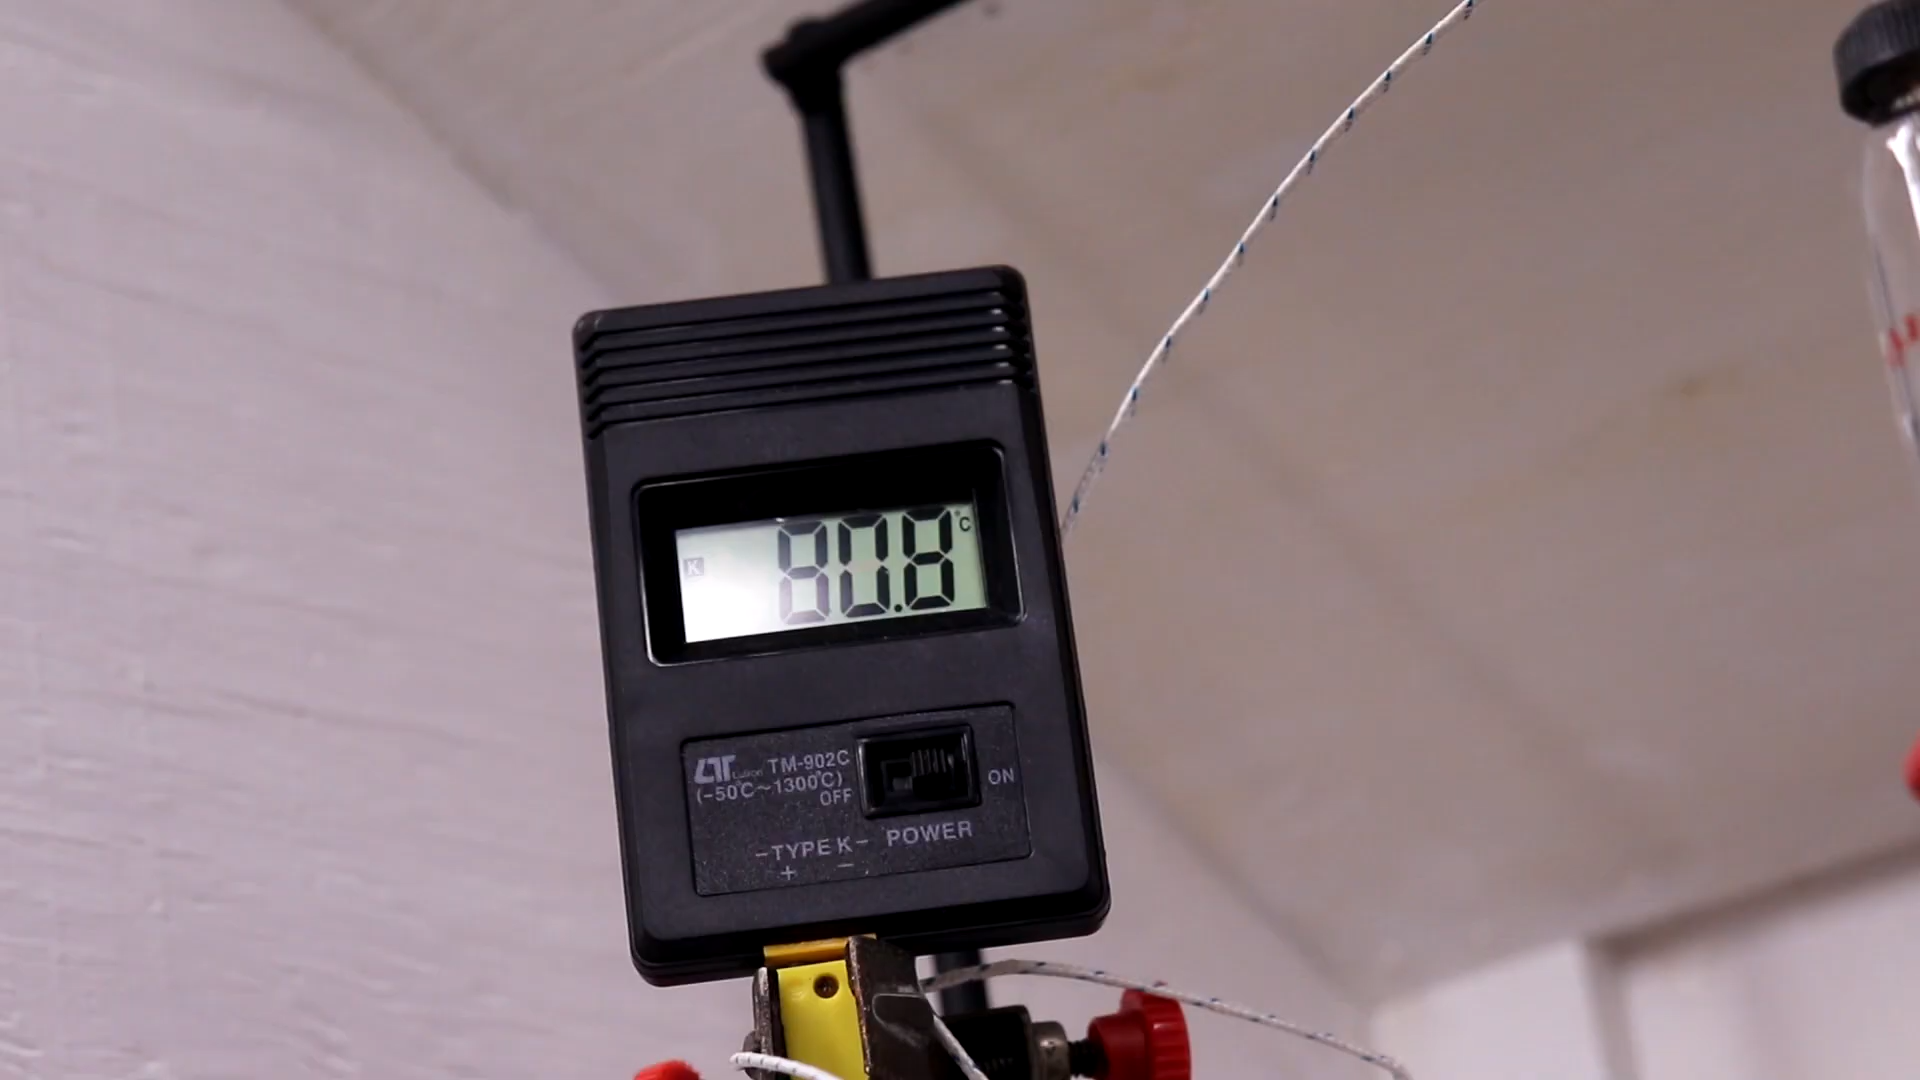 K 80.8 °C
LT Lutron TM-902C
(-50°C~1300°C)
OFF ON
-TYPE K- POWER
+ −